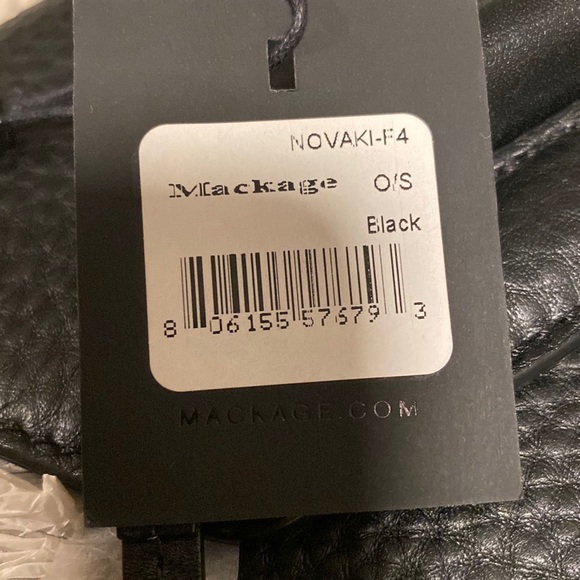 NOVAKI-F4
Mackage O/S
Black
8 06155 57679 3
MACKAGE.COM